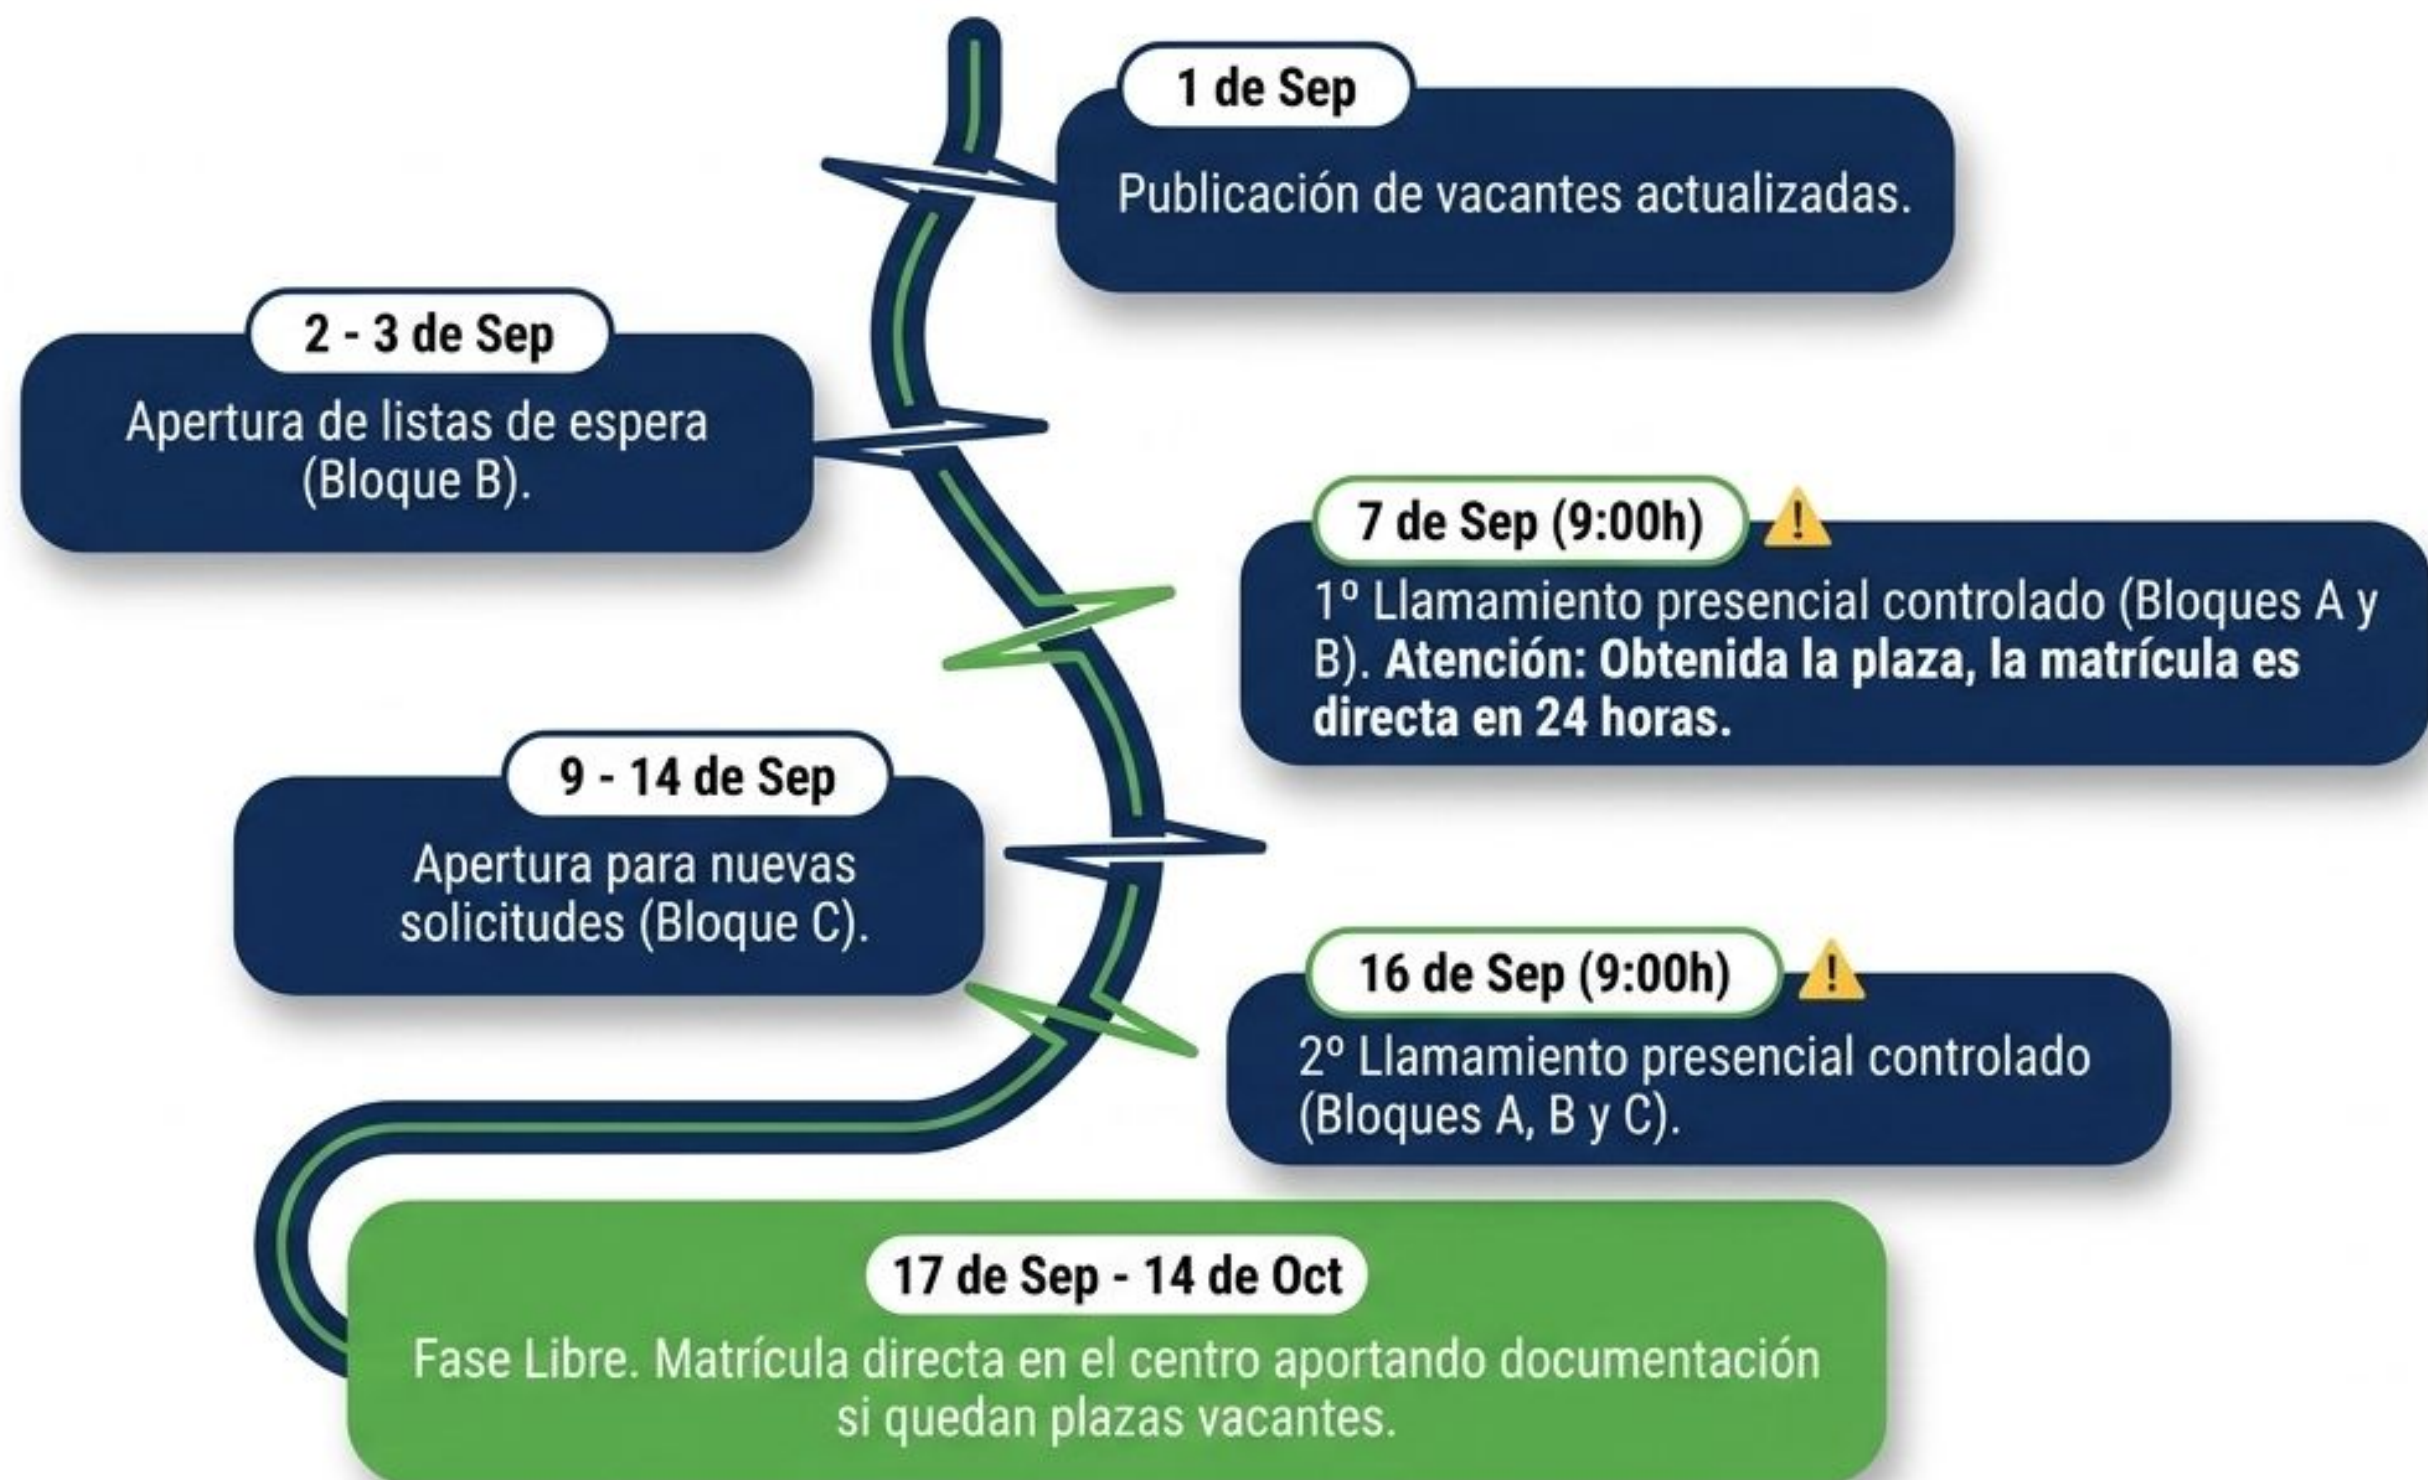 1 de Sep
Publicación de vacantes actualizadas.
2 - 3 de Sep
Apertura de listas de espera
(Bloque B).
7 de Sep (9:00h)
1º Llamamiento presencial controlado (Bloques A y
B). Atención: Obtenida la plaza, la matrícula es
directa en 24 horas.
9 - 14 de Sep
Apertura para nuevas
solicitudes (Bloque C).
16 de Sep (9:00h)
2º Llamamiento presencial controlado
(Bloques A, B y C).
17 de Sep - 14 de Oct
Fase Libre. Matrícula directa en el centro aportando documentación
si quedan plazas vacantes.